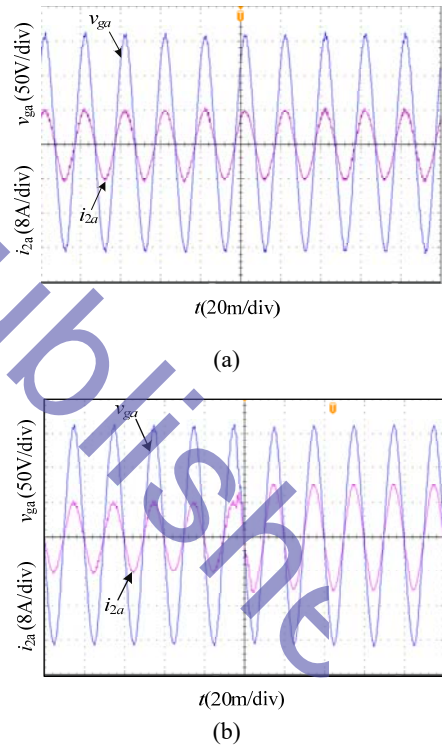 v_ga
v_ga (50V/div)
i_2a (8A/div)
i_2a
t(20m/div)
(a)
v_ga
v_ga (50V/div)
i_2a (8A/div)
i_2a
t(20m/div)
(b)